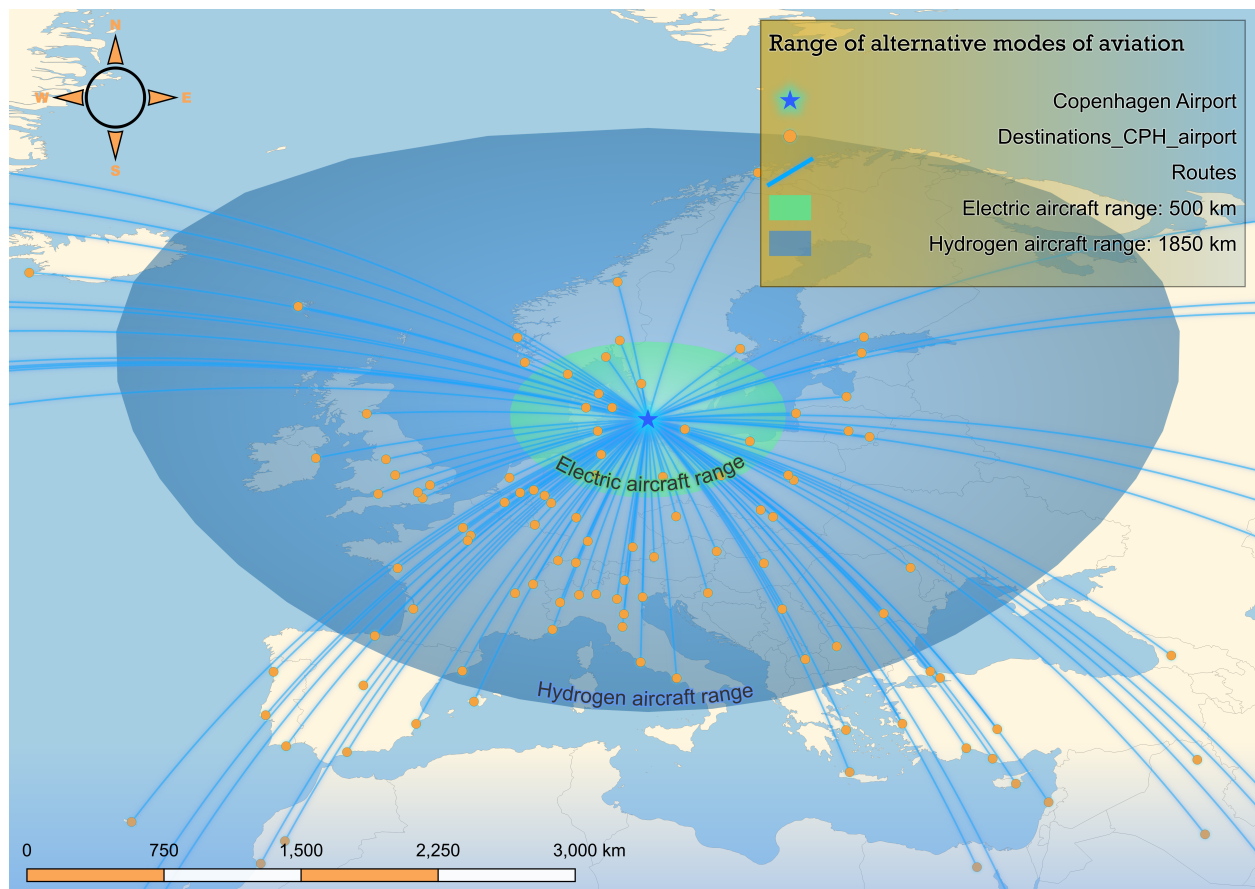 N
W
E
S
Range of alternative modes of aviation
Copenhagen Airport
Destinations_CPH_airport
Routes
Electric aircraft range: 500 km
Hydrogen aircraft range: 1850 km
Electric aircraft range
Hydrogen aircraft range
0 750 1,500 2,250 3,000 km